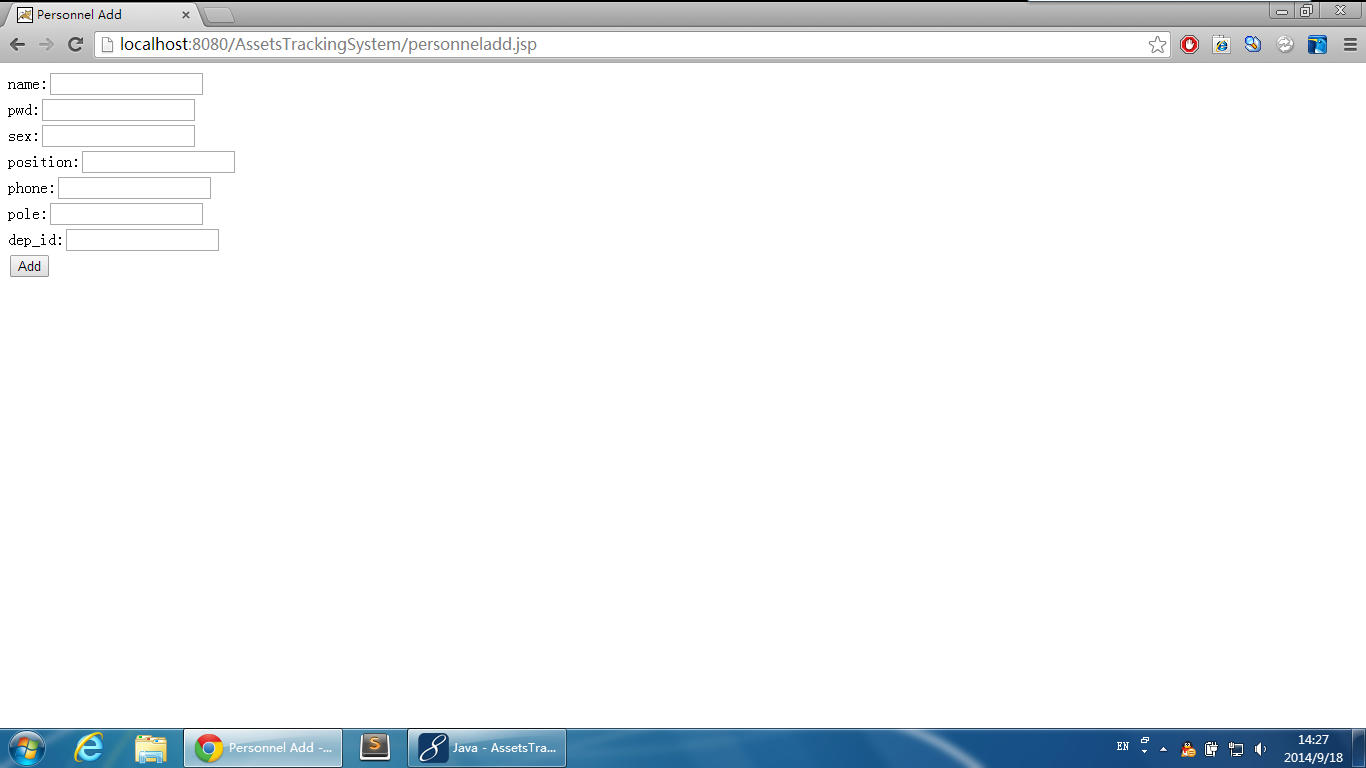 Personnel Add
localhost:8080/AssetsTrackingSystem/personneladd.jsp
name:
pwd:
sex:
position:
phone:
pole:
dep_id:
Add
Personnel Add -...
Java - AssetsTra...
EN
14:27
2014/9/18